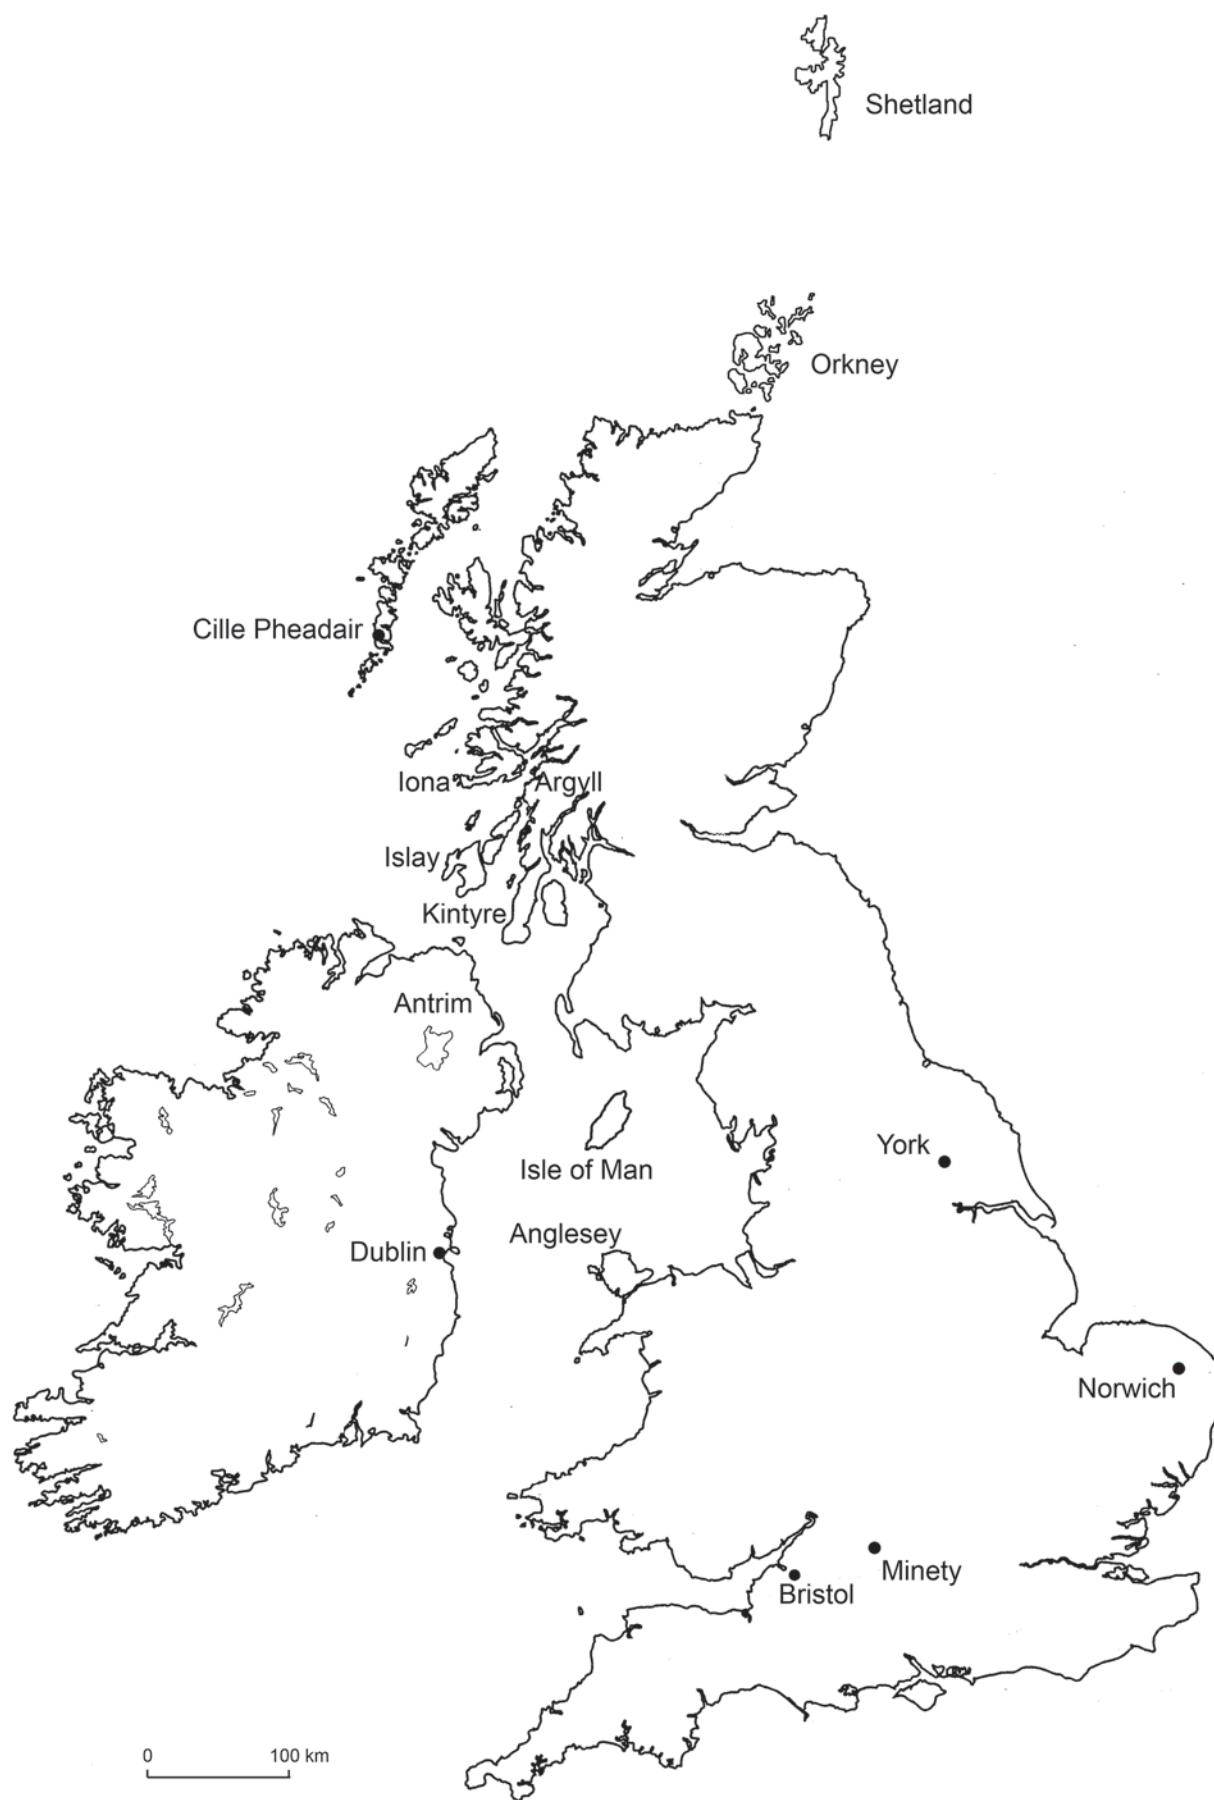 Shetland
Orkney
Cille Pheadair
Iona
Argyll
Islay
Kintyre
Antrim
York
Isle of Man
Anglesey
Dublin
Norwich
Minety
Bristol
0 100 km